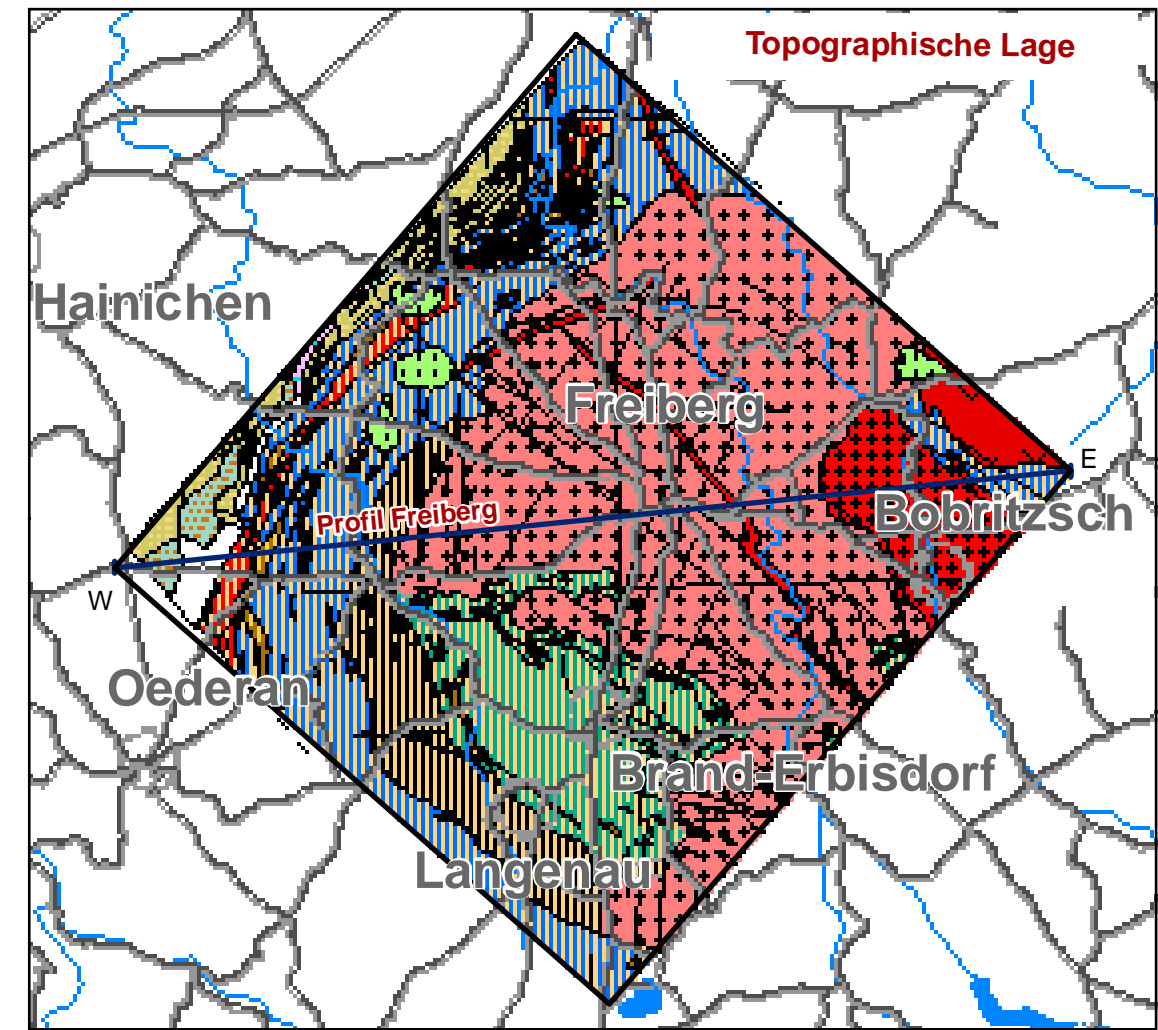 Topographische Lage
Hainichen
Freiberg
E
Profil Freiberg
Bobritzsch
W
Oederan
Brand-Erbisdorf
Langenau